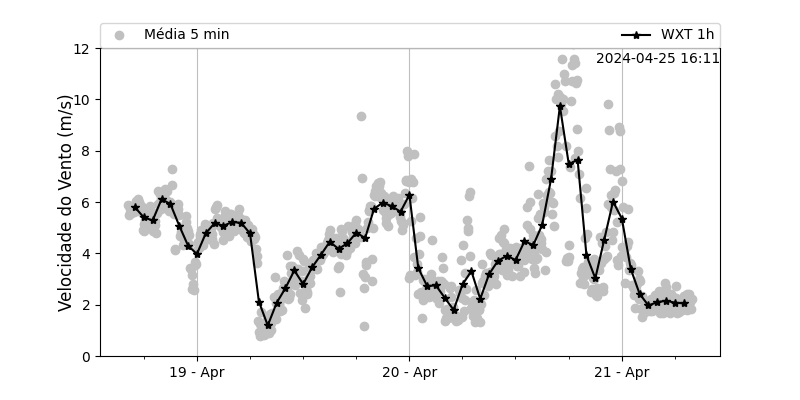 Média 5 min
WXT 1h
2024-04-25 16:11
Velocidade do Vento (m/s)
12
10
8
6
4
2
0
19 - Apr
20 - Apr
21 - Apr